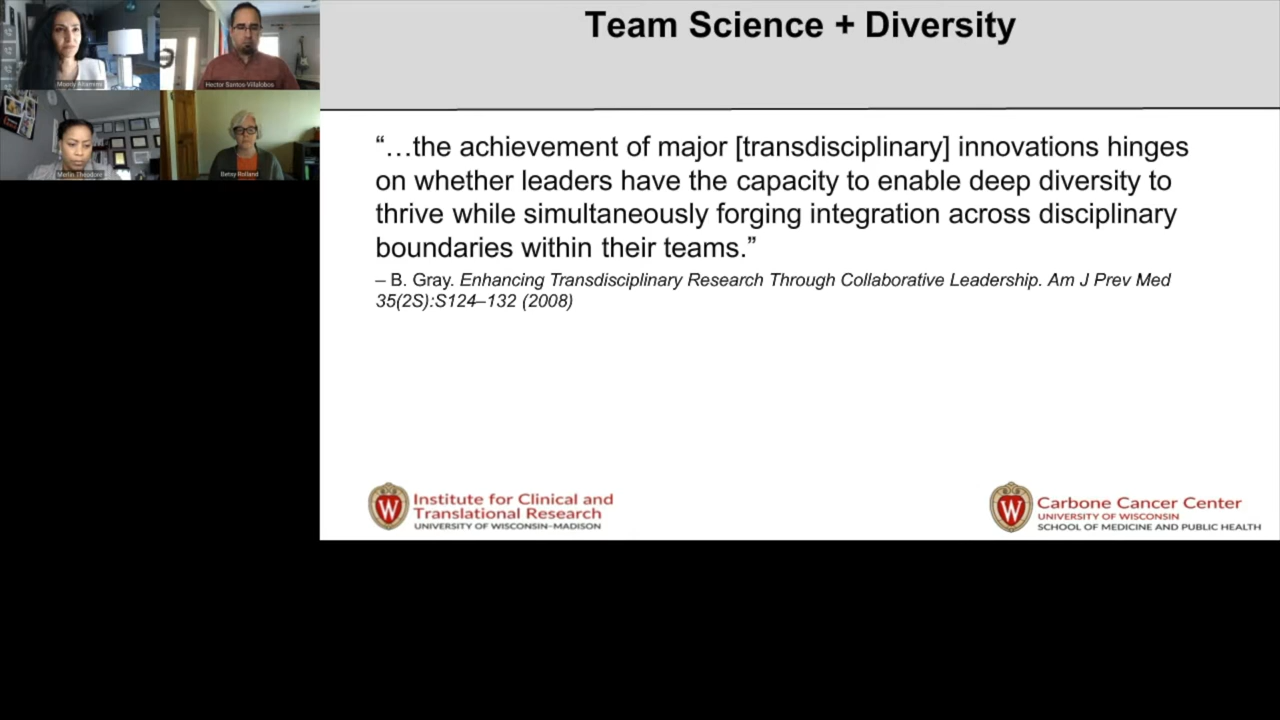 Team Science + Diversity
Hector Santos-Villalobos
Merlin Theodore
Betsy Rolland
“…the achievement of major [transdisciplinary] innovations hinges
on whether leaders have the capacity to enable deep diversity to
thrive while simultaneously forging integration across disciplinary
boundaries within their teams.”
– B. Gray. Enhancing Transdisciplinary Research Through Collaborative Leadership. Am J Prev Med
35(2S):S124–132 (2008)
W
Institute for Clinical and
Translational Research
UNIVERSITY OF WISCONSIN–MADISON
W
Carbone Cancer Center
UNIVERSITY OF WISCONSIN
SCHOOL OF MEDICINE AND PUBLIC HEALTH